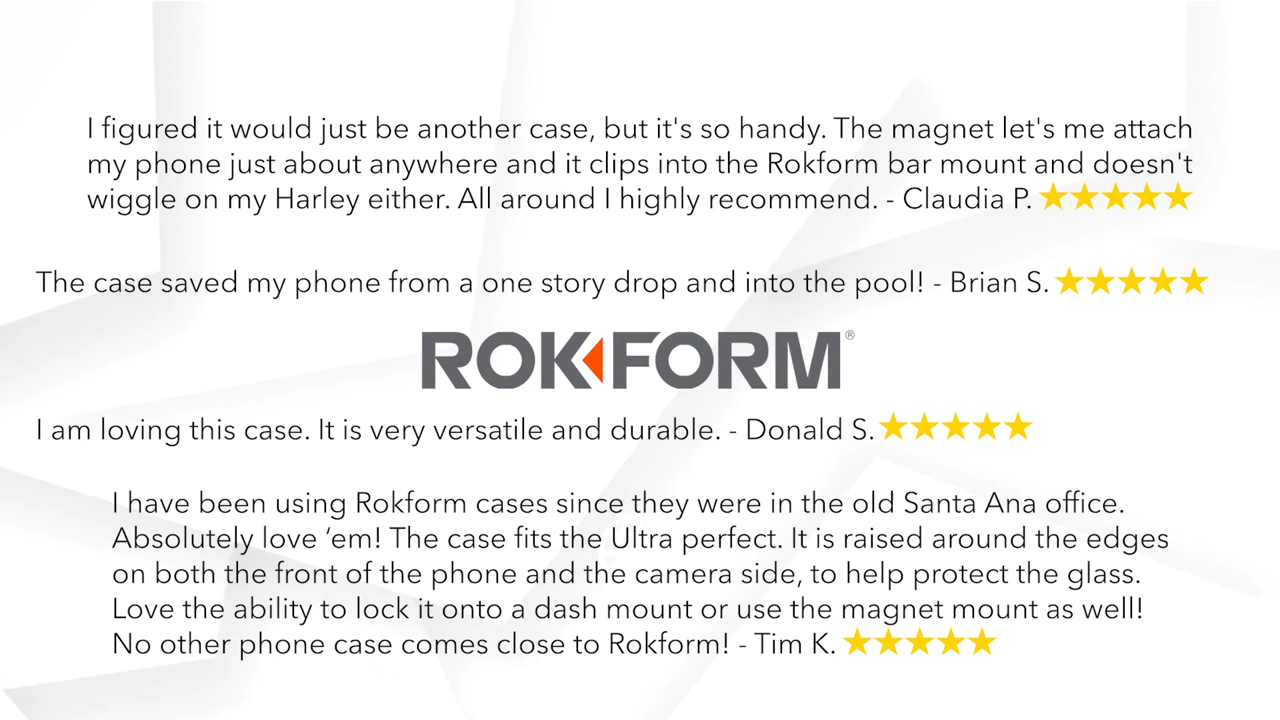 I figured it would just be another case, but it's so handy. The magnet let's me attach
my phone just about anywhere and it clips into the Rokform bar mount and doesn't
wiggle on my Harley either. All around I highly recommend. - Claudia P. ★★★★★
The case saved my phone from a one story drop and into the pool! - Brian S. ★★★★★
ROKFORM®
I am loving this case. It is very versatile and durable. - Donald S. ★★★★★
I have been using Rokform cases since they were in the old Santa Ana office.
Absolutely love ‘em! The case fits the Ultra perfect. It is raised around the edges
on both the front of the phone and the camera side, to help protect the glass.
Love the ability to lock it onto a dash mount or use the magnet mount as well!
No other phone case comes close to Rokform! - Tim K. ★★★★★